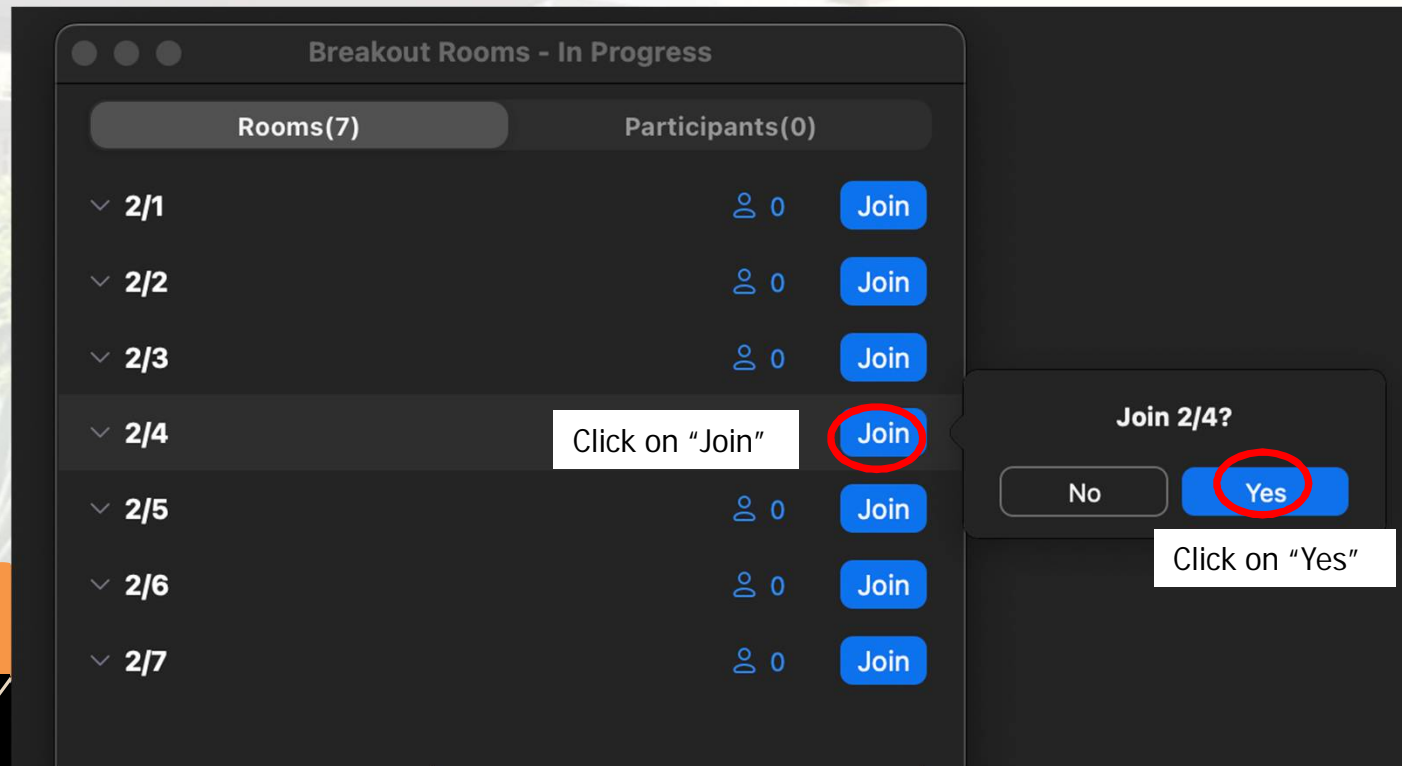 Breakout Rooms - In Progress
Rooms(7) Participants(0)
2/1 0 Join
2/2 0 Join
2/3 0 Join
2/4 Click on “Join” Join
Join 2/4?
No Yes
Click on “Yes”
2/5 0 Join
2/6 0 Join
2/7 0 Join